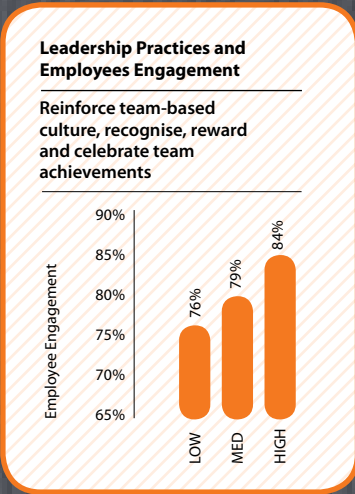 Leadership Practices and
Employees Engagement
Reinforce team-based
culture, recognise, reward
and celebrate team
achievements
90%
85%
80%
75%
70%
65%
Employee Engagement
76%
79%
84%
LOW
MED
HIGH